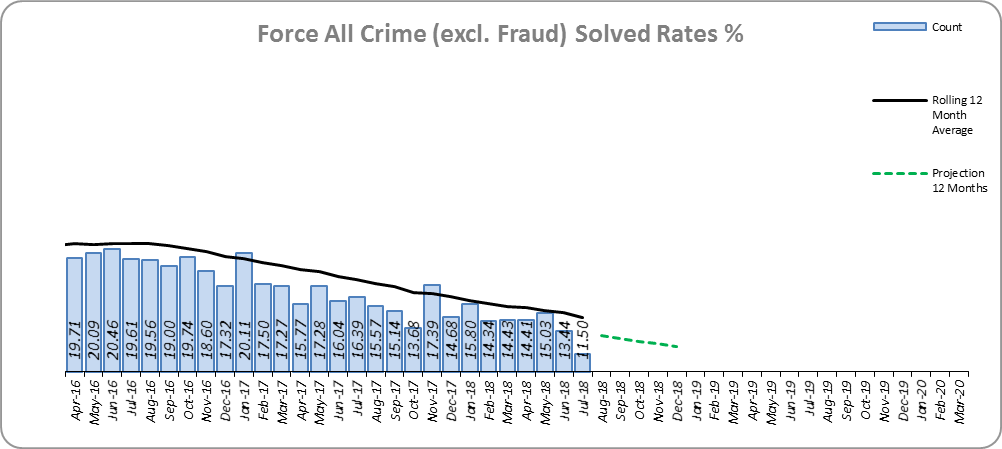 Force All Crime (excl. Fraud) Solved Rates %
Count
Rolling 12
Month
Average
Projection
12 Months
19.71
20.09
20.46
19.61
19.56
19.00
19.74
18.60
17.32
20.11
17.50
17.27
15.77
17.28
16.04
16.39
15.57
15.14
13.68
17.39
14.68
15.80
14.34
14.43
14.41
15.03
13.44
11.50
Apr-16
May-16
Jun-16
Jul-16
Aug-16
Sep-16
Oct-16
Nov-16
Dec-16
Jan-17
Feb-17
Mar-17
Apr-17
May-17
Jun-17
Jul-17
Aug-17
Sep-17
Oct-17
Nov-17
Dec-17
Jan-18
Feb-18
Mar-18
Apr-18
May-18
Jun-18
Jul-18
Aug-18
Sep-18
Oct-18
Nov-18
Dec-18
Jan-19
Feb-19
Mar-19
Apr-19
May-19
Jun-19
Jul-19
Aug-19
Sep-19
Oct-19
Nov-19
Dec-19
Jan-20
Feb-20
Mar-20